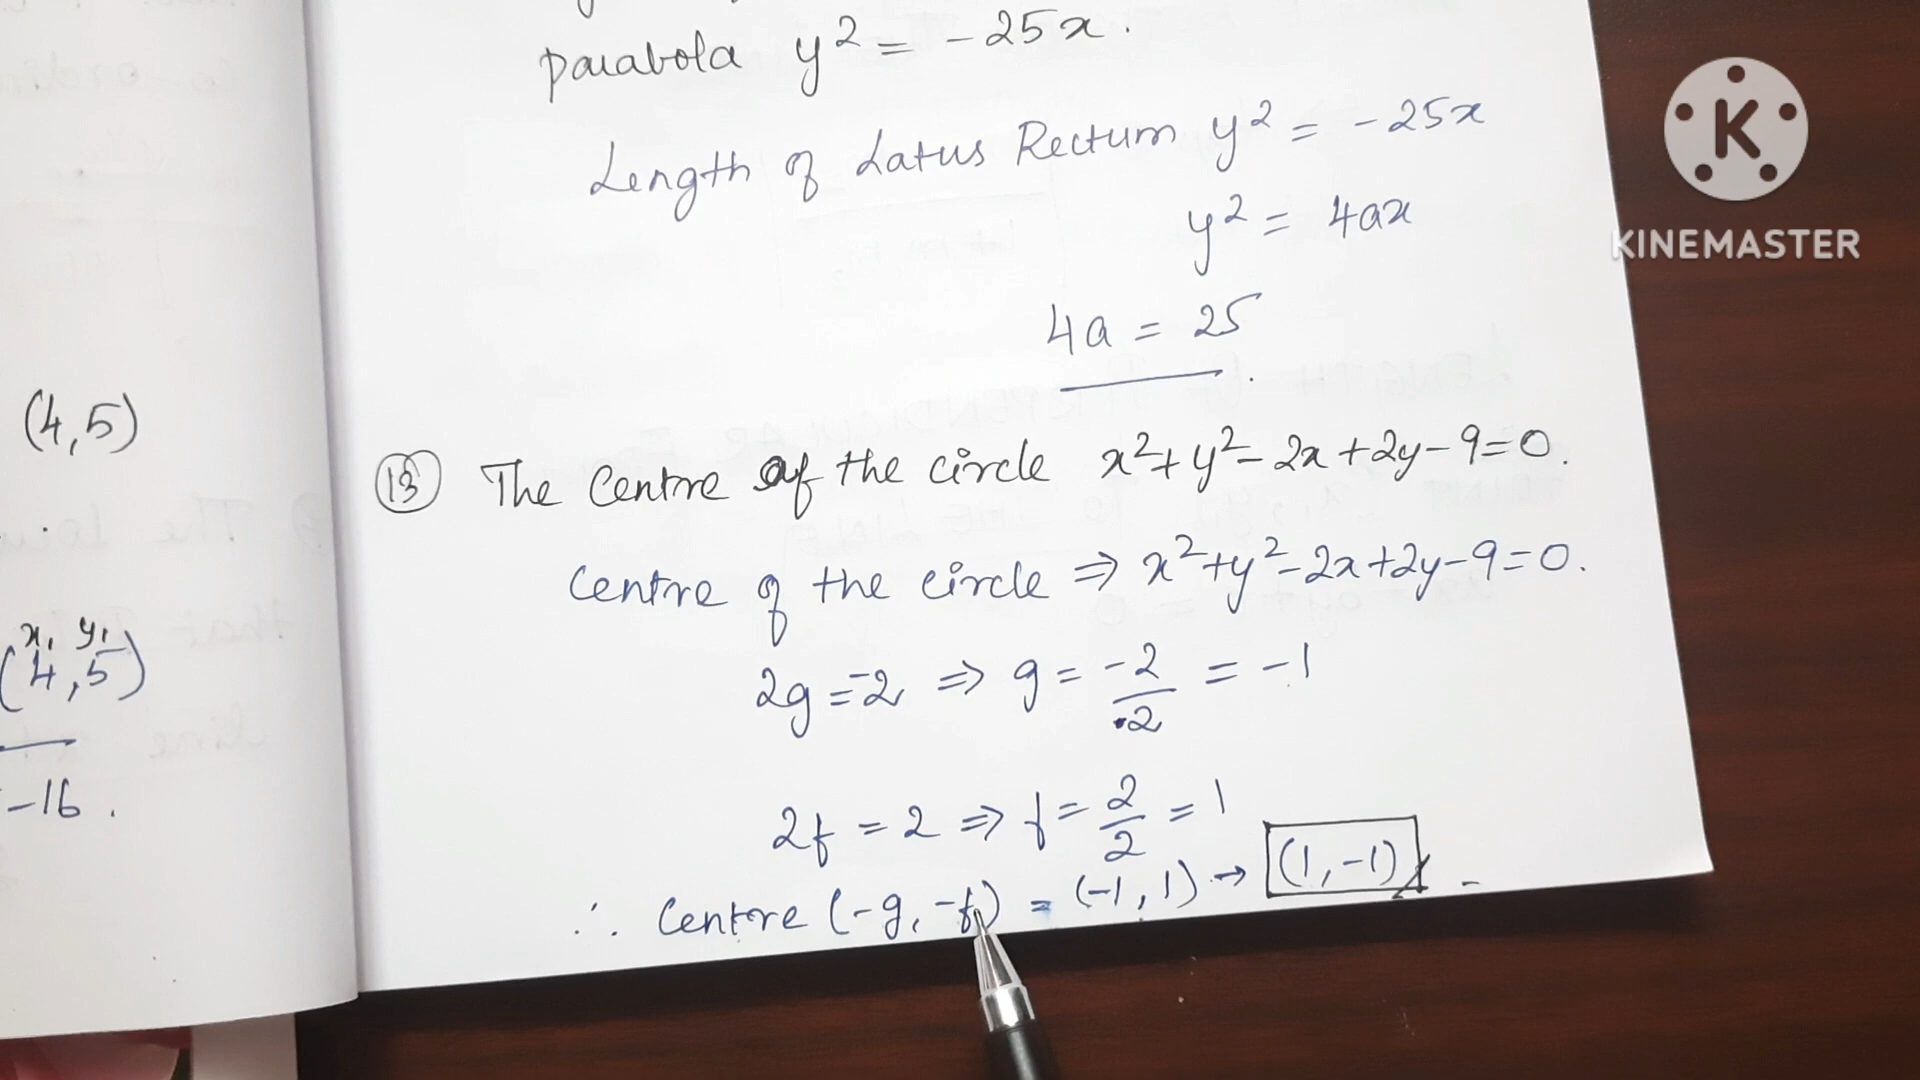 parabola y² = -25x.
Length of Latus Rectum y² = -25x
y² = 4ax
4a = 25
(13) The Centre of the circle x²+y²-2x+2y-9=0.
Centre of the circle ⇒ x²+y²-2x+2y-9=0.
2g=-2 ⇒ g = -2/2 = -1
2f = 2 ⇒ f = 2/2 = 1
∴ Centre (-g, -f) = (-1, 1) → (1, -1)
(4,5)
x₁ y₁
(4,5)
-16.
K
KINEMASTER